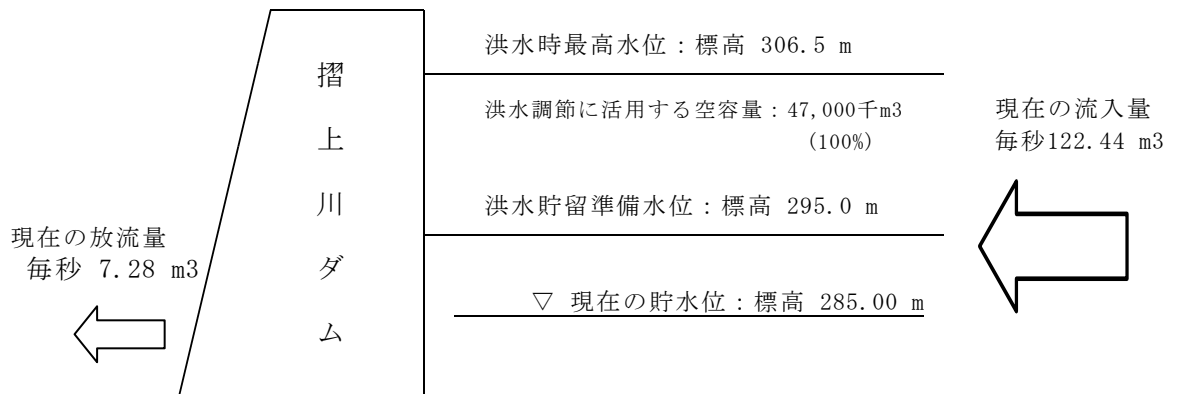 洪水時最高水位：標高 306.5 m
摺上川ダム
洪水調節に活用する空容量：47,000千m3
(100%)
現在の流入量
毎秒122.44 m3
洪水貯留準備水位：標高 295.0 m
現在の放流量
毎秒 7.28 m3
▽ 現在の貯水位：標高 285.00 m